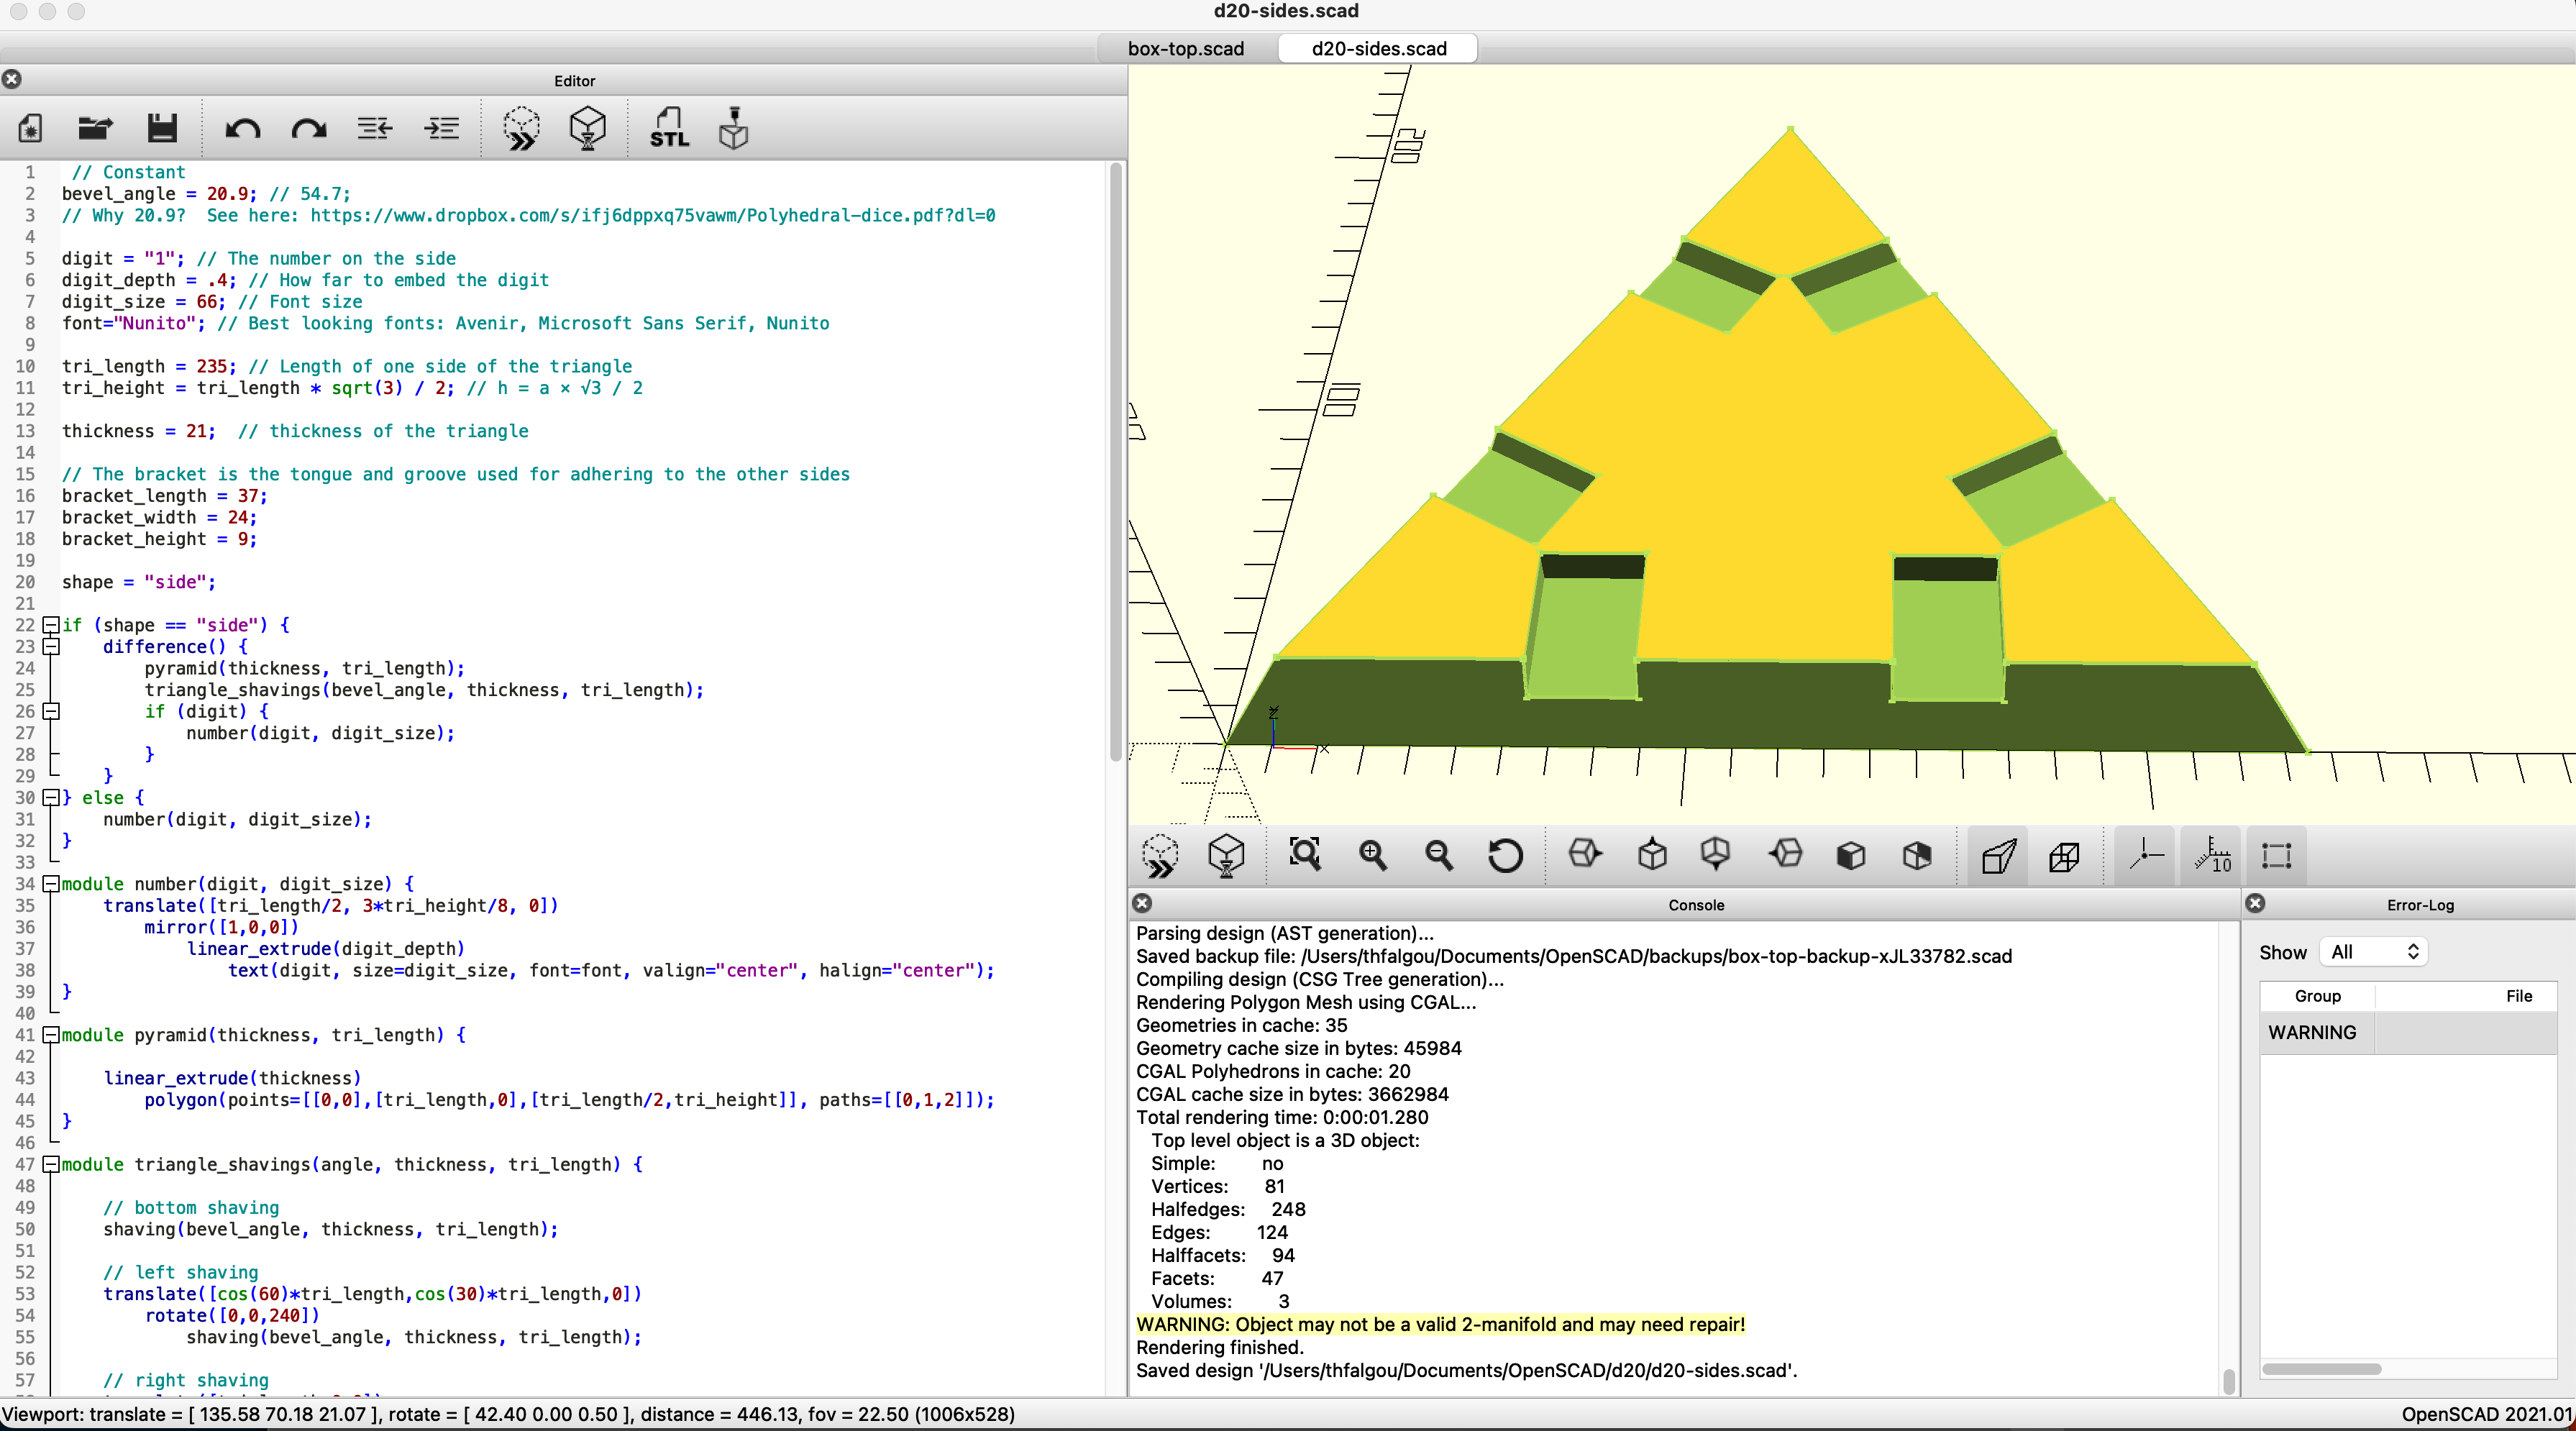 d20-sides.scad
box-top.scad
d20-sides.scad
Editor
STL
1 // Constant
2 bevel_angle = 20.9; // 54.7;
3 // Why 20.9?  See here: https://www.dropbox.com/s/ifj6dppxq75vawm/Polyhedral-dice.pdf?dl=0
4
5 digit = "1"; // The number on the side
6 digit_depth = .4; // How far to embed the digit
7 digit_size = 66; // Font size
8 font="Nunito"; // Best looking fonts: Avenir, Microsoft Sans Serif, Nunito
9
10 tri_length = 235; // Length of one side of the triangle
11 tri_height = tri_length * sqrt(3) / 2; // h = a × √3 / 2
12
13 thickness = 21;  // thickness of the triangle
14
15 // The bracket is the tongue and groove used for adhering to the other sides
16 bracket_length = 37;
17 bracket_width = 24;
18 bracket_height = 9;
19
20 shape = "side";
21
22 if (shape == "side") {
23     difference() {
24         pyramid(thickness, tri_length);
25         triangle_shavings(bevel_angle, thickness, tri_length);
26         if (digit) {
27             number(digit, digit_size);
28         }
29     }
30 } else {
31     number(digit, digit_size);
32 }
33
34 module number(digit, digit_size) {
35     translate([tri_length/2, 3*tri_height/8, 0])
36         mirror([1,0,0])
37             linear_extrude(digit_depth)
38                 text(digit, size=digit_size, font=font, valign="center", halign="center");
39 }
40
41 module pyramid(thickness, tri_length) {
42
43     linear_extrude(thickness)
44         polygon(points=[[0,0],[tri_length,0],[tri_length/2,tri_height]], paths=[[0,1,2]]);
45 }
46
47 module triangle_shavings(angle, thickness, tri_length) {
48
49     // bottom shaving
50     shaving(bevel_angle, thickness, tri_length);
51
52     // left shaving
53     translate([cos(60)*tri_length,cos(30)*tri_length,0])
54         rotate([0,0,240])
55             shaving(bevel_angle, thickness, tri_length);
56
57     // right shaving
200
100
Z
X
10
Console
Parsing design (AST generation)...
Saved backup file: /Users/thfalgou/Documents/OpenSCAD/backups/box-top-backup-xJL33782.scad
Compiling design (CSG Tree generation)...
Rendering Polygon Mesh using CGAL...
Geometries in cache: 35
Geometry cache size in bytes: 45984
CGAL Polyhedrons in cache: 20
CGAL cache size in bytes: 3662984
Total rendering time: 0:00:01.280
Top level object is a 3D object:
Simple: no
Vertices: 81
Halfedges: 248
Edges: 124
Halffacets: 94
Facets: 47
Volumes: 3
WARNING: Object may not be a valid 2-manifold and may need repair!
Rendering finished.
Saved design '/Users/thfalgou/Documents/OpenSCAD/d20/d20-sides.scad'.
Error-Log
Show All
Group File
WARNING
Viewport: translate = [ 135.58 70.18 21.07 ], rotate = [ 42.40 0.00 0.50 ], distance = 446.13, fov = 22.50 (1006x528)
OpenSCAD 2021.01